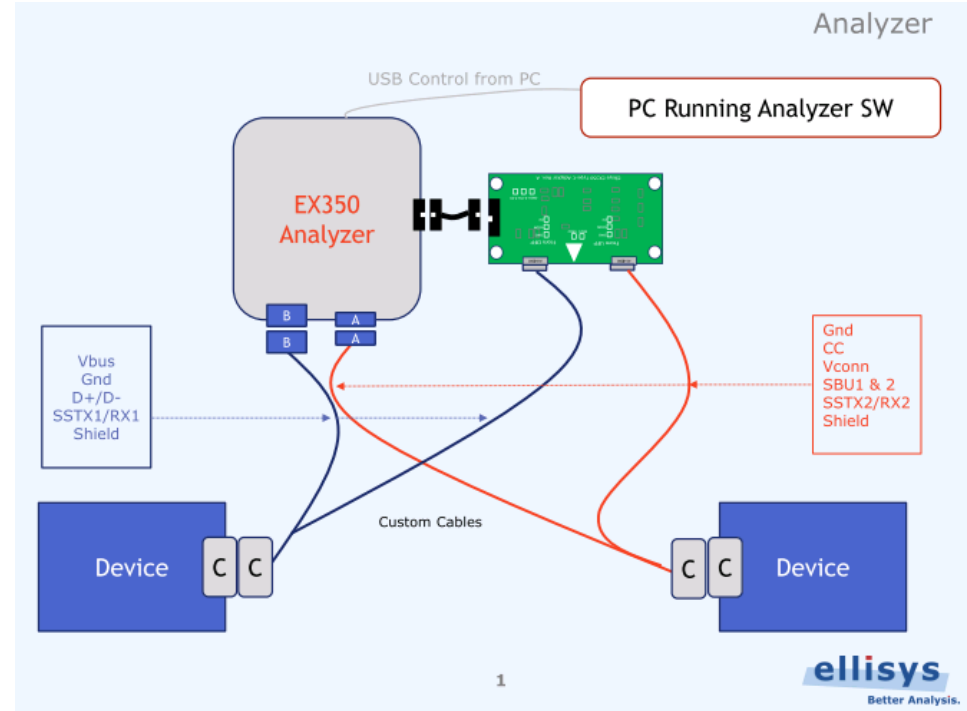 Analyzer
USB Control from PC
PC Running Analyzer SW
EX350
Analyzer
B
A
B
A
Vbus
Gnd
D+/D-
SSTX1/RX1
Shield
Gnd
CC
Vconn
SBU1 & 2
SSTX2/RX2
Shield
Custom Cables
Device
C
C
C
C
Device
1
ellisys
Better Analysis.